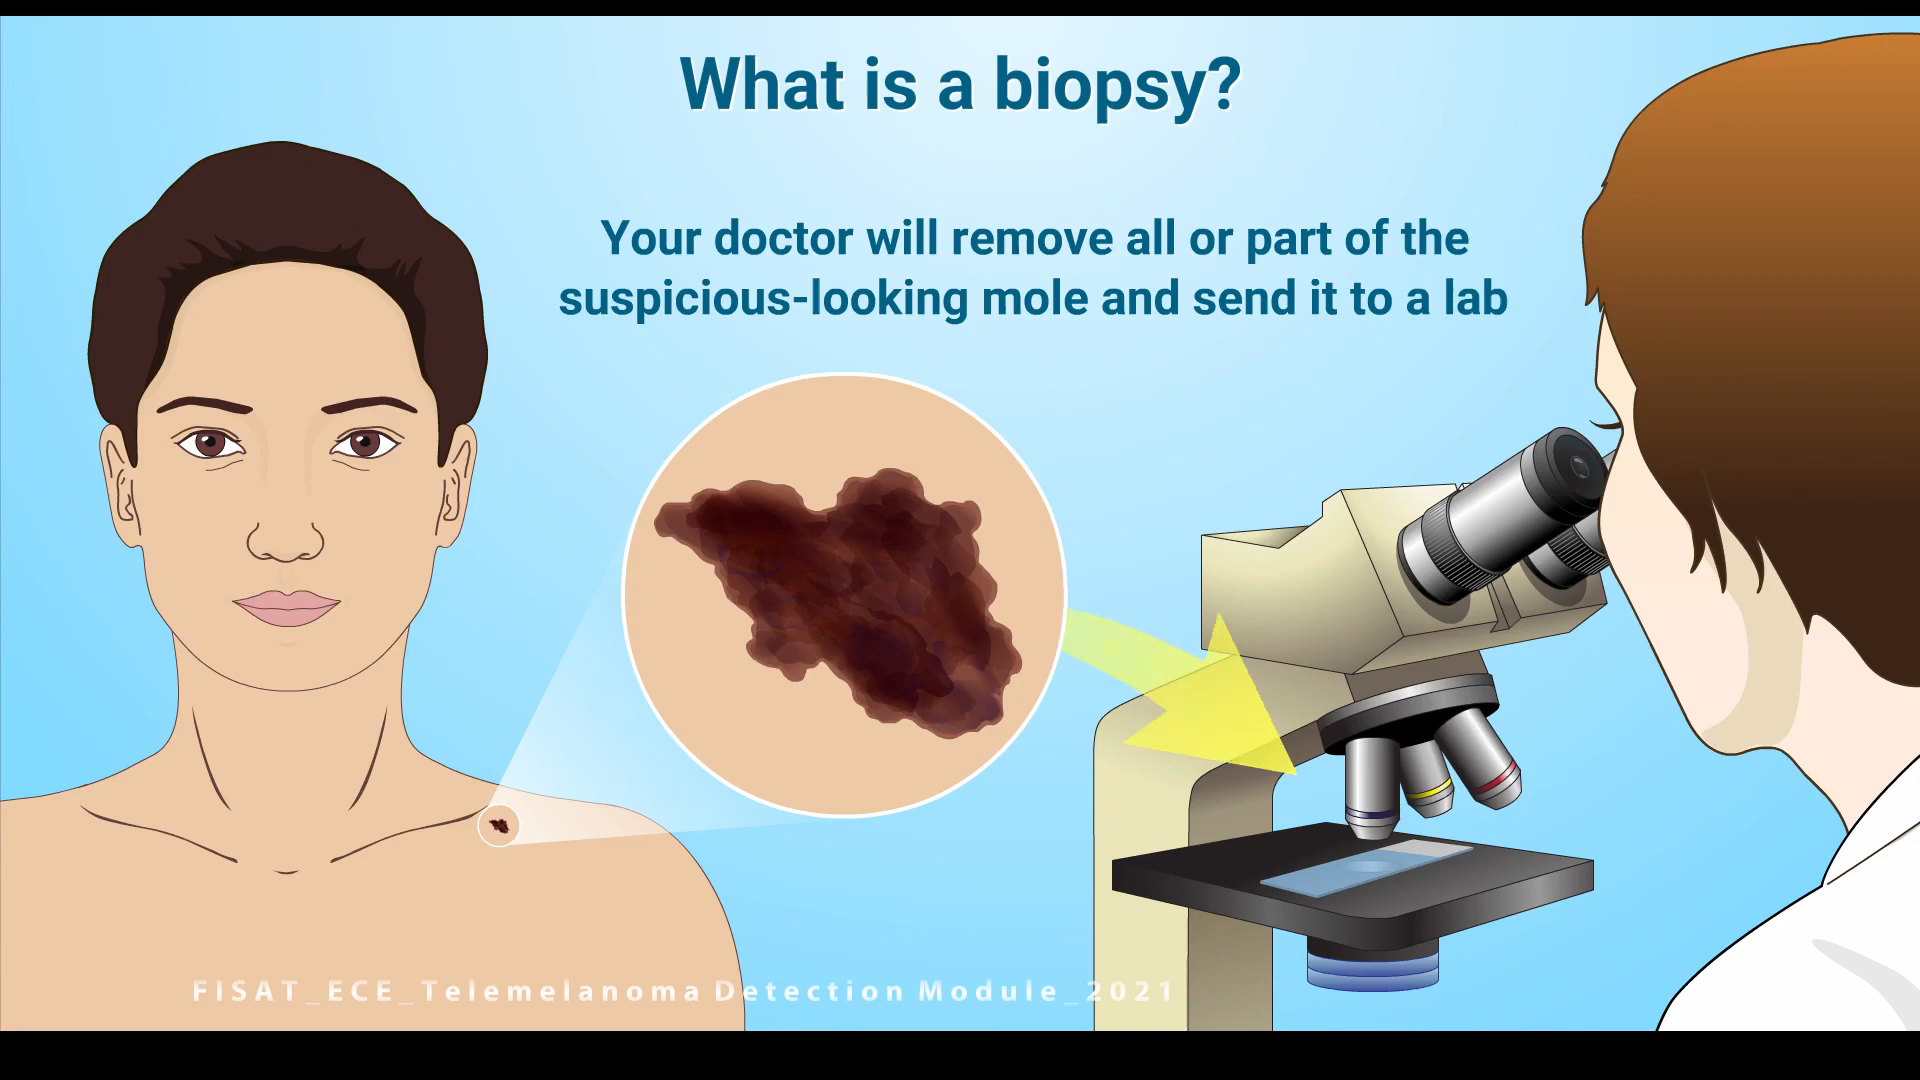 What is a biopsy?
Your doctor will remove all or part of the
suspicious-looking mole and send it to a lab
FISAT_ECE_Telemelanoma Detection Module_2021